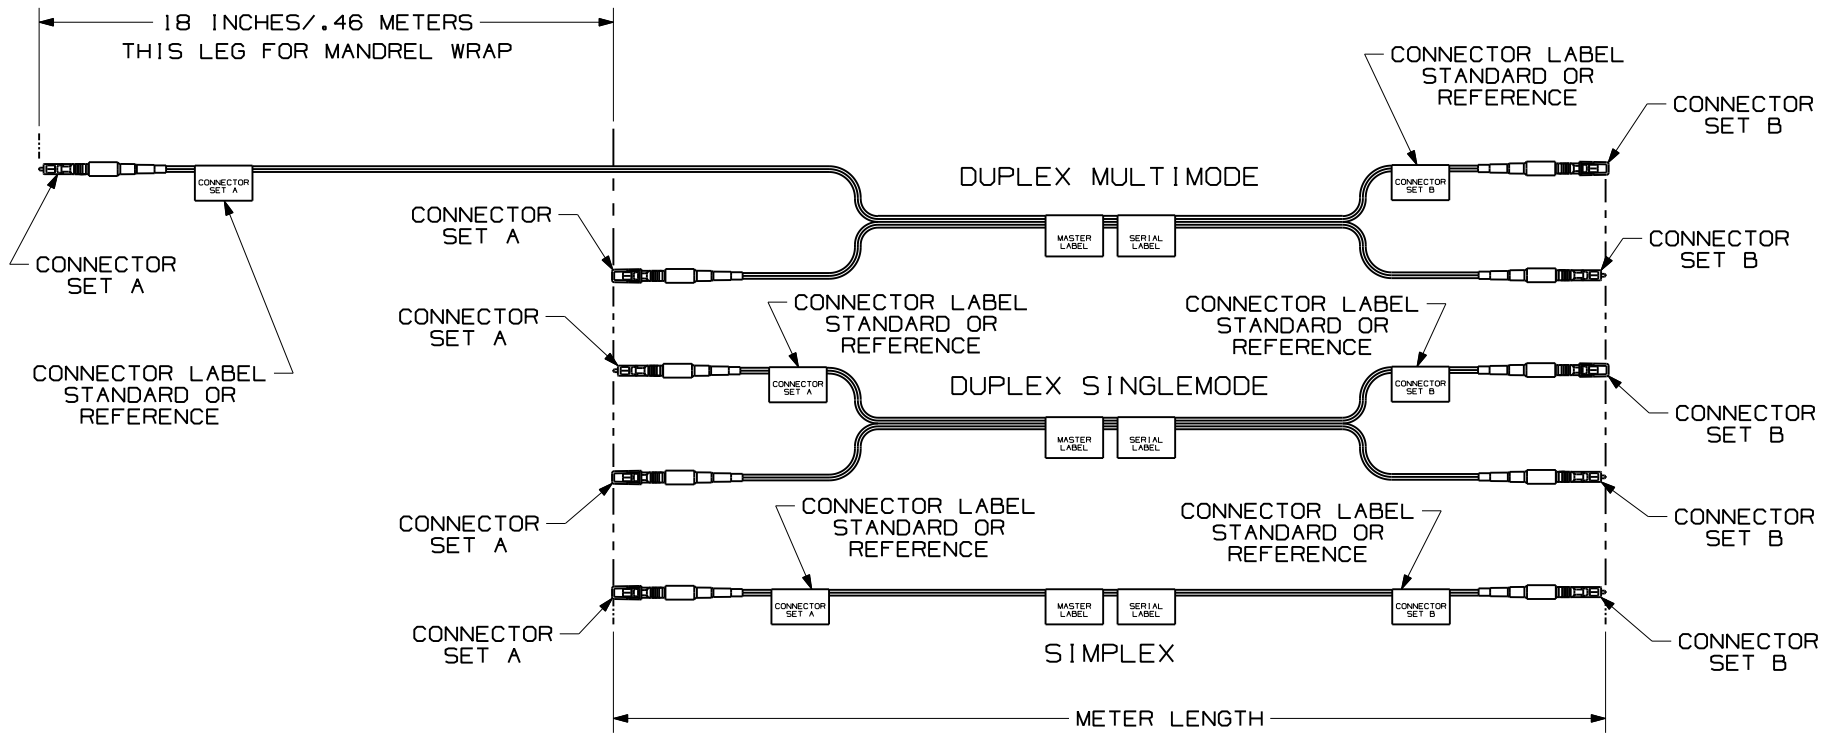 18 INCHES/.46 METERS
THIS LEG FOR MANDREL WRAP
CONNECTOR LABEL
STANDARD OR
REFERENCE
CONNECTOR
SET B
CONNECTOR
SET A
DUPLEX MULTIMODE
CONNECTOR
SET B
CONNECTOR
SET A
MASTER
LABEL
SERIAL
LABEL
CONNECTOR
SET B
CONNECTOR
SET A
CONNECTOR LABEL
STANDARD OR
REFERENCE
CONNECTOR LABEL
STANDARD OR
REFERENCE
CONNECTOR
SET A
CONNECTOR LABEL
STANDARD OR
REFERENCE
CONNECTOR
SET A
DUPLEX SINGLEMODE
CONNECTOR
SET B
CONNECTOR
SET B
MASTER
LABEL
SERIAL
LABEL
CONNECTOR LABEL
STANDARD OR
REFERENCE
CONNECTOR LABEL
STANDARD OR
REFERENCE
CONNECTOR
SET A
CONNECTOR
SET B
CONNECTOR
SET A
MASTER
LABEL
SERIAL
LABEL
CONNECTOR
SET B
CONNECTOR
SET A
SIMPLEX
CONNECTOR
SET B
METER LENGTH